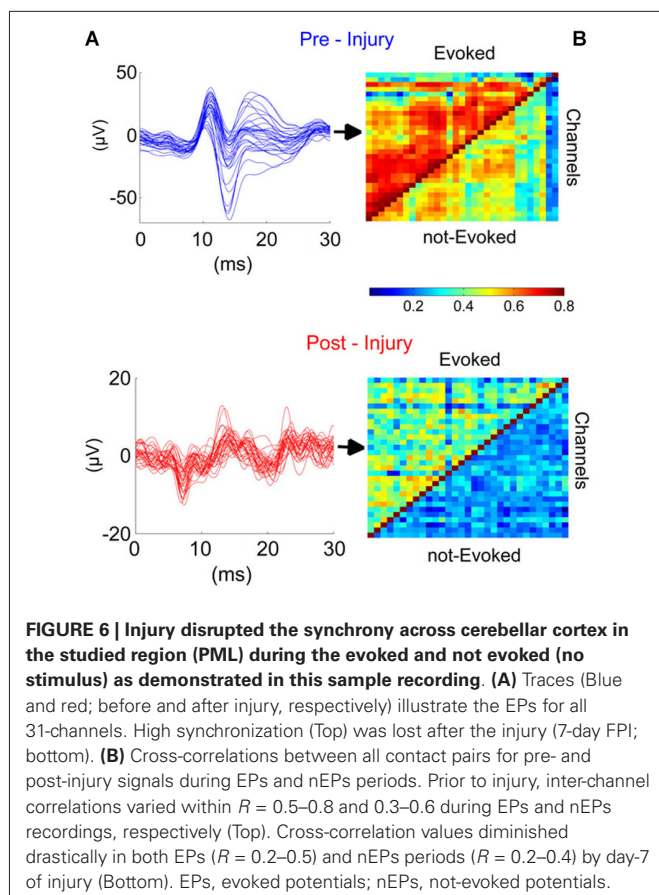 A
Pre - Injury
B
Evoked
50
0
-50
(µV)
0 10 20 30
(ms)
Channels
not-Evoked
0.2 0.4 0.6 0.8
Post - Injury
Evoked
20
0
-20
(µV)
0 10 20 30
(ms)
Channels
not-Evoked
FIGURE 6 | Injury disrupted the synchrony across cerebellar cortex in
the studied region (PML) during the evoked and not evoked (no
stimulus) as demonstrated in this sample recording. (A) Traces (Blue
and red; before and after injury, respectively) illustrate the EPs for all
31-channels. High synchronization (Top) was lost after the injury (7-day FPI;
bottom). (B) Cross-correlations between all contact pairs for pre- and
post-injury signals during EPs and nEPs periods. Prior to injury, inter-channel
correlations varied within R = 0.5–0.8 and 0.3–0.6 during EPs and nEPs
recordings, respectively (Top). Cross-correlation values diminished
drastically in both EPs (R = 0.2–0.5) and nEPs periods (R = 0.2–0.4) by day-7
of injury (Bottom). EPs, evoked potentials; nEPs, not-evoked potentials.